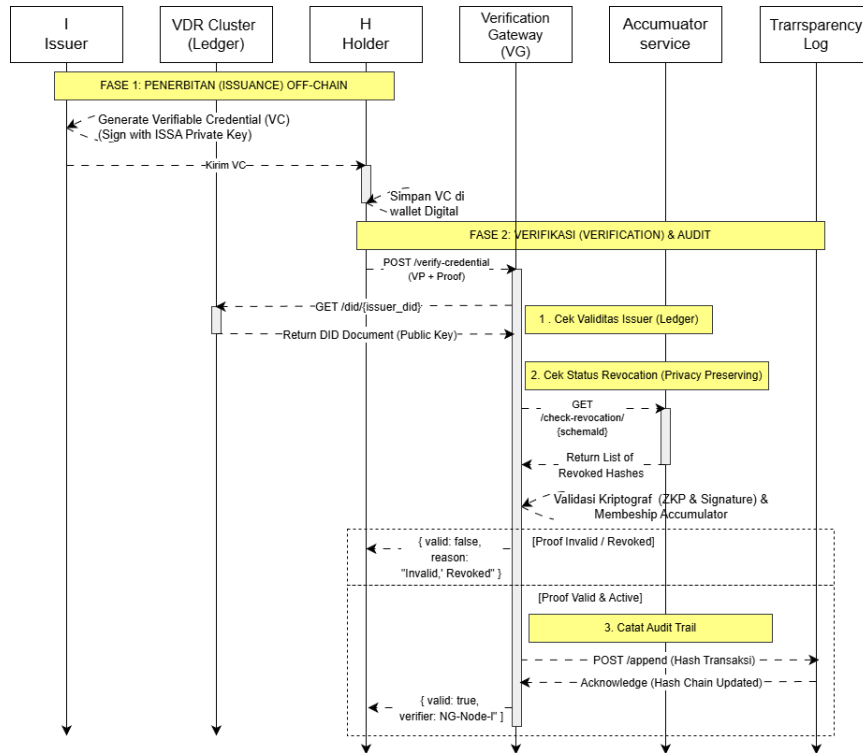 I
Issuer
VDR Cluster
(Ledger)
H
Holder
Verification
Gateway
(VG)
Accumuator
service
Trarrsparency
Log
FASE 1: PENERBITAN (ISSUANCE) OFF-CHAIN
Generate Verifiable Credential (VC)
(Sign with ISSA Private Key)
Kirim VC
Simpan VC di
wallet Digital
FASE 2: VERIFIKASI (VERIFICATION) & AUDIT
POST /verify-credential
(VP + Proof)
GET /did/{issuer_did}
1 . Cek Validitas Issuer (Ledger)
Return DID Document (Public Key)
2. Cek Status Revocation (Privacy Preserving)
GET
/check-revocation/
{schemaId}
Return List of
Revoked Hashes
Validasi Kriptograf (ZKP & Signature) &
Membeship Accumulator
{ valid: false,
reason:
"Invalid,' Revoked" }
[Proof Invalid / Revoked]
[Proof Valid & Active]
3. Catat Audit Trail
POST /append (Hash Transaksi)
Acknowledge (Hash Chain Updated)
{ valid: true,
verifier: NG-Node-I" ]